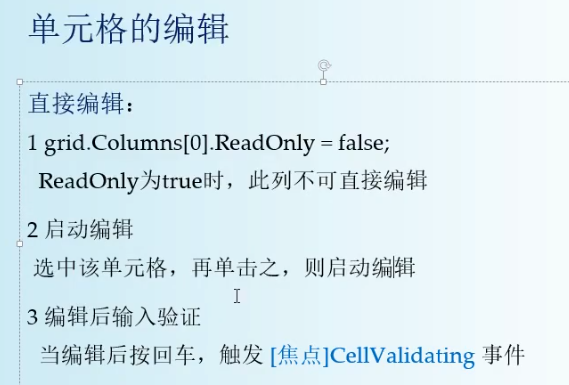 单元格的编辑
直接编辑：
1 grid.Columns[0].ReadOnly = false;
ReadOnly为true时，此列不可直接编辑
2 启动编辑
选中该单元格，再单击之，则启动编辑
3 编辑后输入验证
当编辑后按回车，触发 [焦点]CellValidating 事件